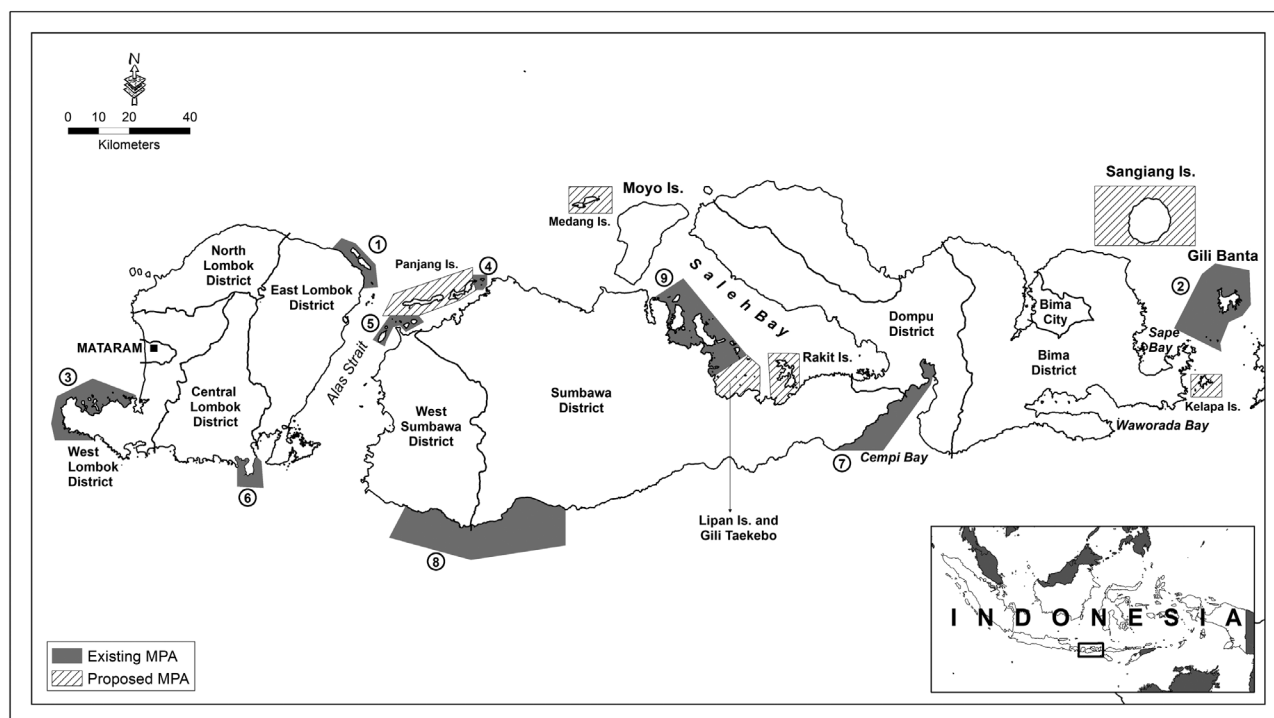 N
0 10 20 40
Kilometers
Sangiang Is.
Moyo Is.
Medang Is.
1
North
Lombok
District
Gili Banta
Panjang Is.
4
9
2
East Lombok
District
Saleh Bay
5
Bima
City
Dompu
District
Sape
Bay
MATARAM
Alas Strait
Rakit Is.
Bima
District
3
Central
Lombok
District
Sumbawa
District
West
Sumbawa
District
Kelapa Is.
Waworada Bay
West
Lombok
District
7
Cempi Bay
6
Lipan Is. and
Gili Taekebo
8
INDONESIA
Existing MPA
Proposed MPA